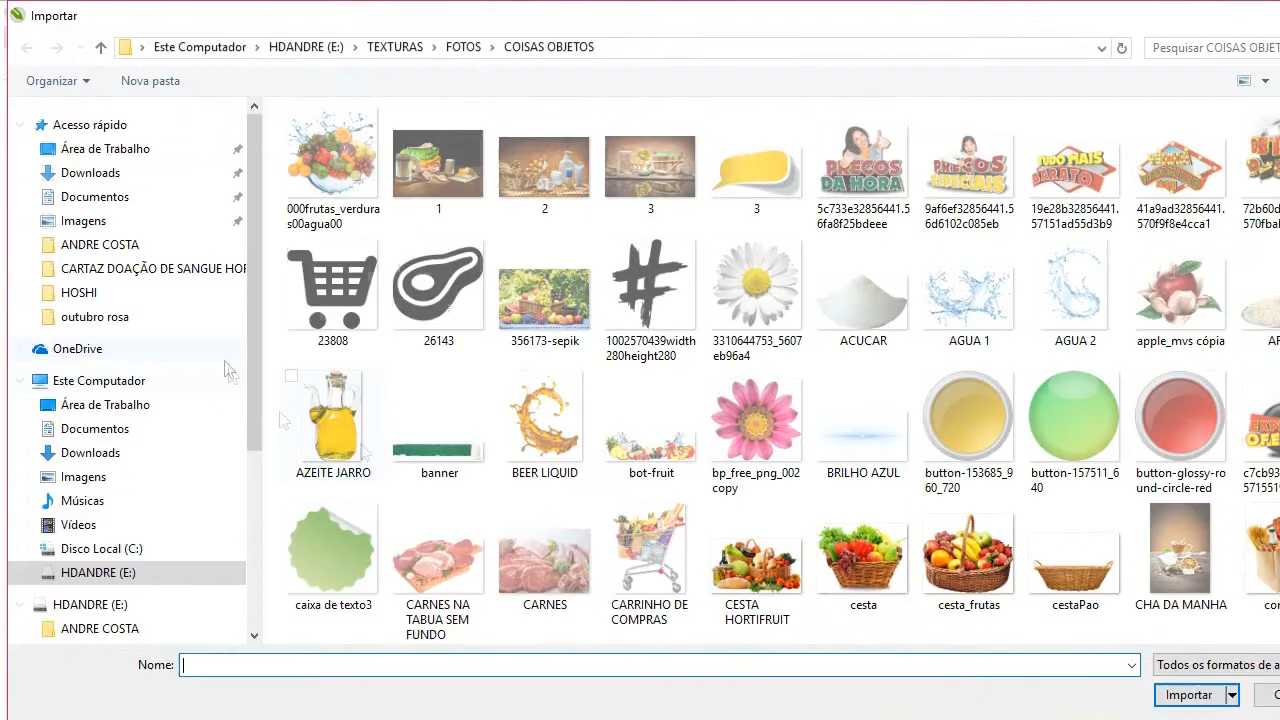 Importar
Este Computador > HDANDRE (E:) > TEXTURAS > FOTOS > COISAS OBJETOS
Pesquisar COISAS OBJET
Organizar
Nova pasta
Acesso rápido
Área de Trabalho
Downloads
Documentos
Imagens
ANDRE COSTA
CARTAZ DOAÇÃO DE SANGUE HOR
HOSHI
outubro rosa
OneDrive
Este Computador
Área de Trabalho
Documentos
Downloads
Imagens
Músicas
Vídeos
Disco Local (C:)
HDANDRE (E:)
HDANDRE (E:)
ANDRE COSTA
PREÇOS
DA HORA
PREÇOS
ESPECIAIS
TUDO MAIS
BARATO!
000frutas_verdura
s00agua00
1
2
3
3
5c733e32856441.5
6fa8f25bdeee
9af6ef32856441.5
6d6102c085eb
19e28b32856441.
57151ad55d3b9
41a9ad32856441.
570f9f8e4cca1
72b60d
570fba
23808
26143
356173-sepik
1002570439width
280height280
3310644753_5607
eb96a4
ACUCAR
AGUA 1
AGUA 2
apple_mvs cópia
AR
AZEITE JARRO
banner
BEER LIQUID
bot-fruit
bp_free_png_002
copy
BRILHO AZUL
button-153685_9
60_720
button-157511_6
40
button-glossy-ro
und-circle-red
c7cb93
571551
caixa de texto3
CARNES NA
TABUA SEM
FUNDO
CARNES
CARRINHO DE
COMPRAS
CESTA
HORTIFRUIT
cesta
cesta_frutas
cestaPao
CHA DA MANHA
Nome:
Todos os formatos de a
Importar